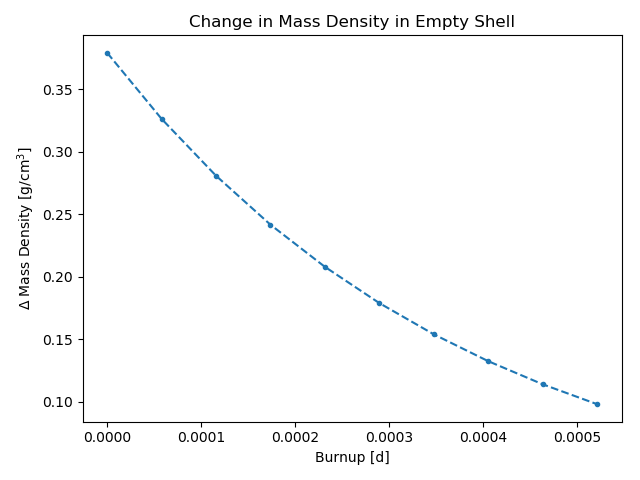 Change in Mass Density in Empty Shell
Δ Mass Density [g/cm³]
0.35
0.30
0.25
0.20
0.15
0.10
0.0000 0.0001 0.0002 0.0003 0.0004 0.0005
Burnup [d]